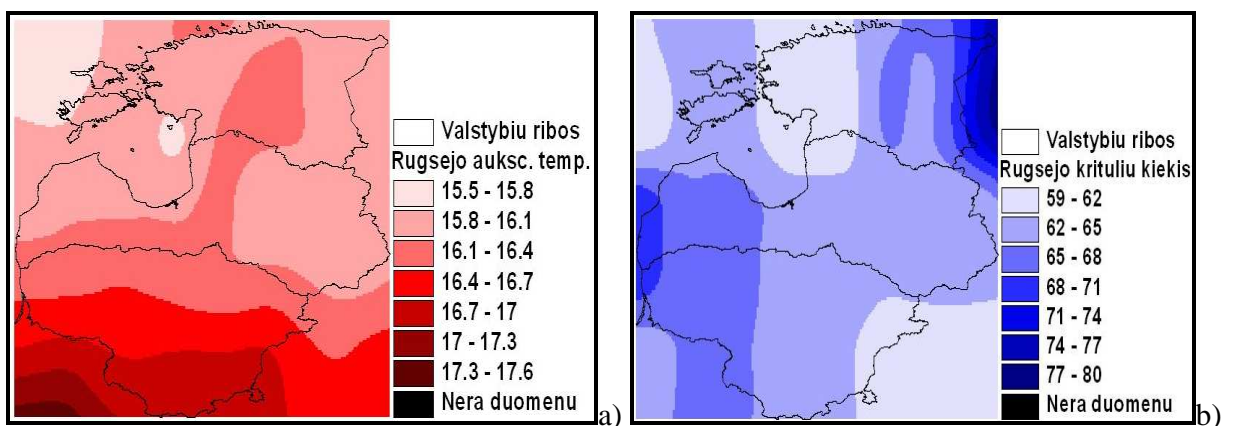 Valstybiu ribos
Rugsejo auksc. temp.
15.5 - 15.8
15.8 - 16.1
16.1 - 16.4
16.4 - 16.7
16.7 - 17
17 - 17.3
17.3 - 17.6
Nera duomenu
a)
Valstybiu ribos
Rugsejo krituliu kiekis
59 - 62
62 - 65
65 - 68
68 - 71
71 - 74
74 - 77
77 - 80
Nera duomenu
b)